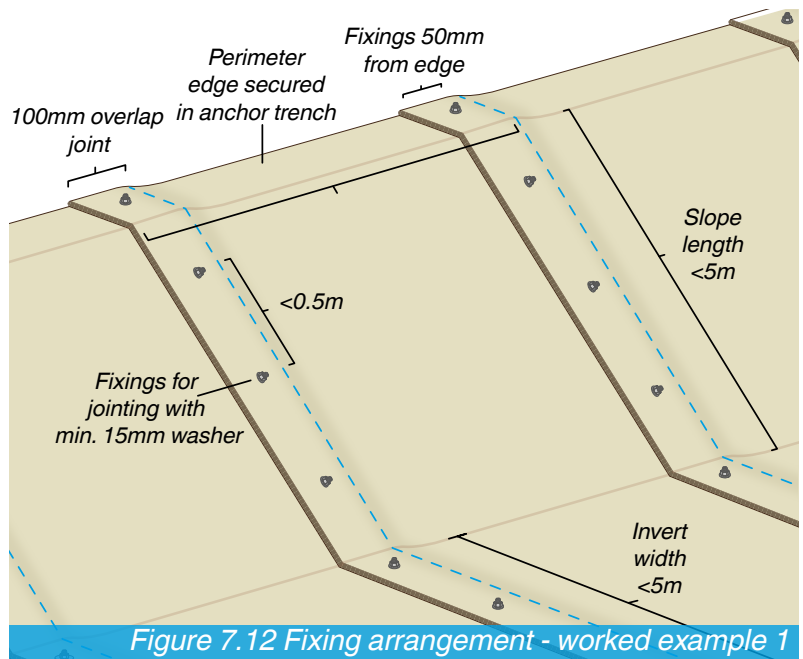 Perimeter
edge secured
in anchor trench
Fixings 50mm
from edge
100mm overlap
joint
Slope
length
<5m
<0.5m
Fixings for
jointing with
min. 15mm washer
Invert
width
<5m
Figure 7.12 Fixing arrangement - worked example 1